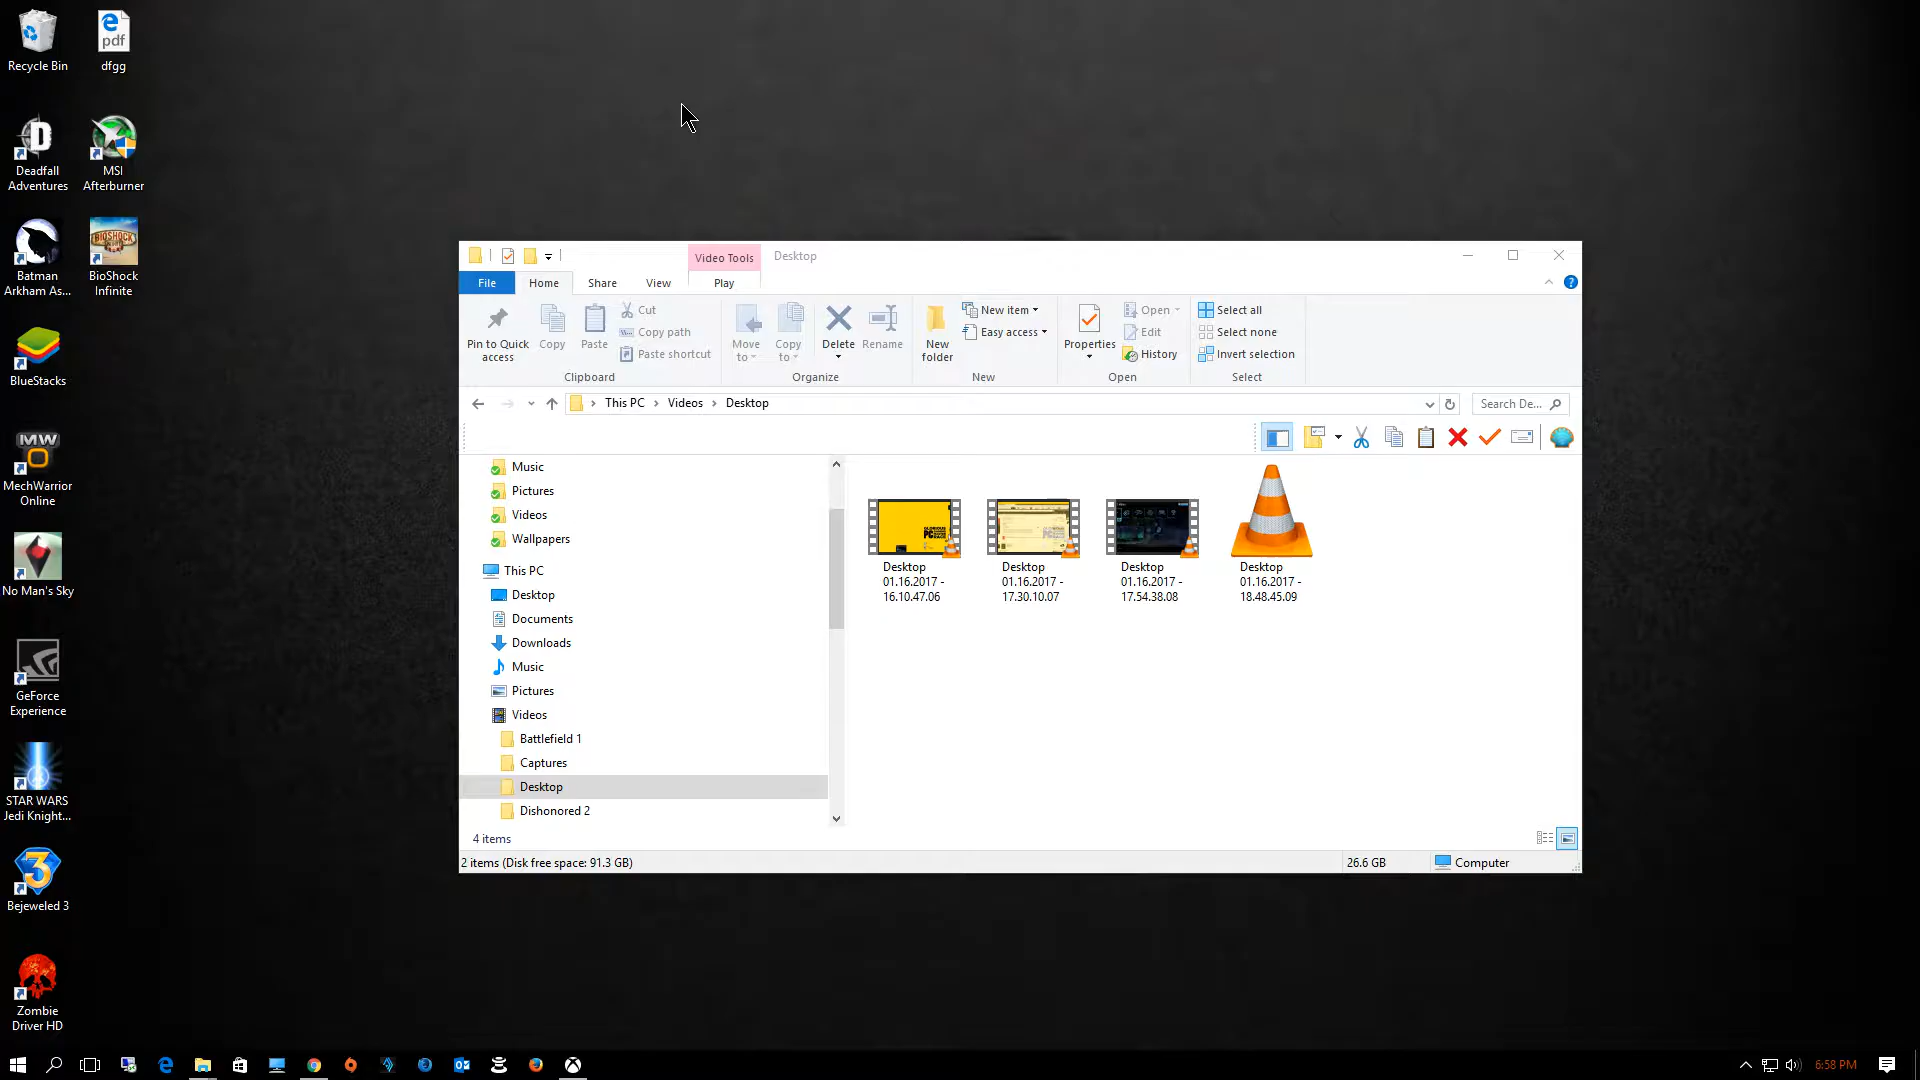 Recycle Bin
pdf
dfgg
Deadfall
Adventures
MSI
Afterburner
Batman
Arkham As...
BIOSHOCK
BioShock
Infinite
BlueStacks
MW
MechWarrior
Online
No Man's Sky
GeForce
Experience
STAR WARS
Jedi Knight...
3
Bejeweled 3
Zombie
Driver HD
Video Tools
Desktop
File
Home
Share
View
Play
Pin to Quick
access
Copy
Paste
Cut
Copy path
Paste shortcut
Clipboard
Move
to
Copy
to
Delete
Rename
Organize
New
folder
New item
Easy access
New
Properties
Open
Edit
History
Open
Select all
Select none
Invert selection
Select
This PC
Videos
Desktop
Search De...
Music
Pictures
Videos
Wallpapers
This PC
Desktop
Documents
Downloads
Music
Pictures
Videos
Battlefield 1
Captures
Desktop
Dishonored 2
Desktop
01.16.2017 -
16.10.47.06
Desktop
01.16.2017 -
17.30.10.07
Desktop
01.16.2017 -
17.54.38.08
Desktop
01.16.2017 -
18.48.45.09
4 items
2 items (Disk free space: 91.3 GB)
26.6 GB
Computer
6:58 PM